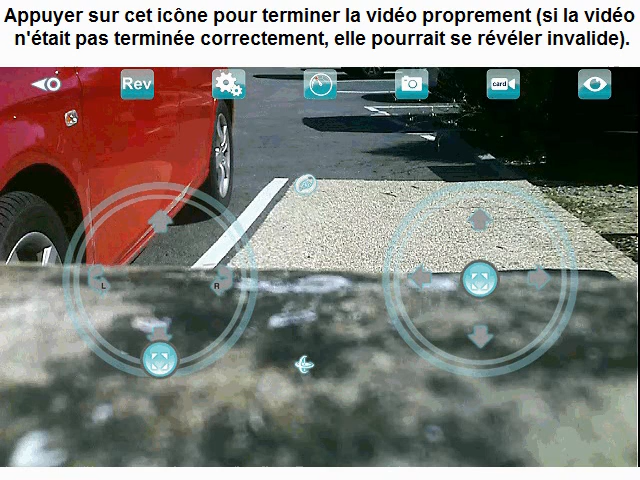 Appuyer sur cet icône pour terminer la vidéo proprement (si la vidéo
n'était pas terminée correctement, elle pourrait se révéler invalide).
Rev
card
L
R